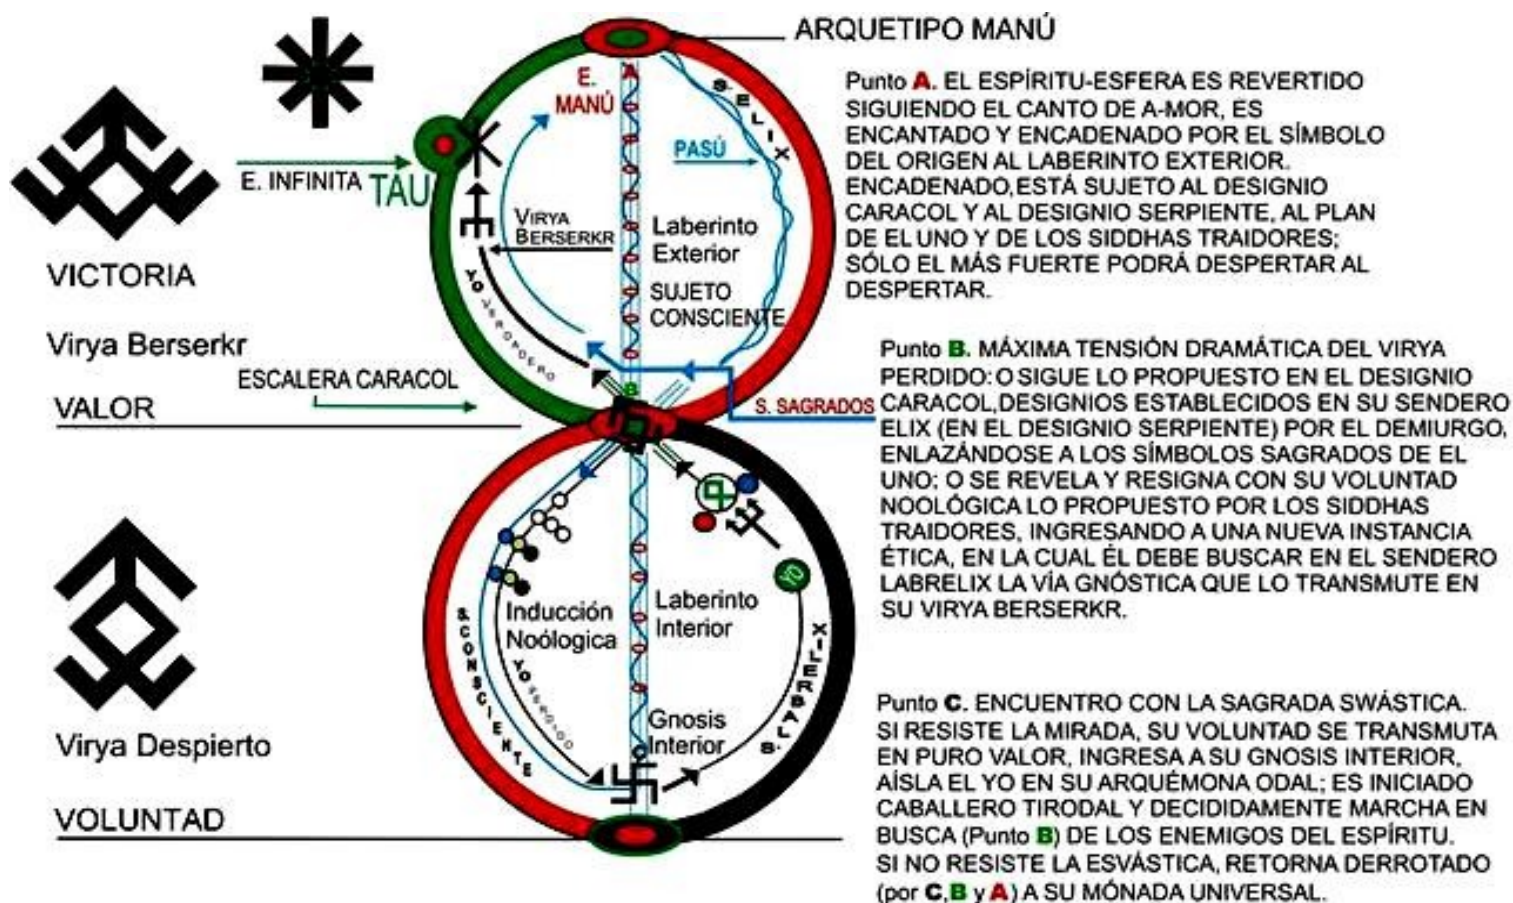 ARQUETIPO MANÚ
E.
MANÚ
A
S. ELIX
PASÚ
E. INFINITA
TAU
VIRYA
BERSERKR
Laberinto
Exterior
SUJETO
CONSCIENTE
YO VERDADERO
VICTORIA
Virya Berserkr
ESCALERA CARACOL
VALOR
B
S. SAGRADOS
YO
Inducción
Noólogica
Laberinto
Interior
S.CONSCIENTE
YO
Gnosis
Interior
C
Virya Despierto
VOLUNTAD
Punto A. EL ESPÍRITU-ESFERA ES REVERTIDO
SIGUIENDO EL CANTO DE A-MOR, ES
ENCANTADO Y ENCADENADO POR EL SÍMBOLO
DEL ORIGEN AL LABERINTO EXTERIOR.
ENCADENADO,ESTÁ SUJETO AL DESIGNIO
CARACOL Y AL DESIGNIO SERPIENTE, AL PLAN
DE EL UNO Y DE LOS SIDDHAS TRAIDORES;
SÓLO EL MÁS FUERTE PODRÁ DESPERTAR AL
DESPERTAR.
Punto B. MÁXIMA TENSIÓN DRAMÁTICA DEL VIRYA
PERDIDO: O SIGUE LO PROPUESTO EN EL DESIGNIO
CARACOL, DESIGNIOS ESTABLECIDOS EN SU SENDERO
ELIX (EN EL DESIGNIO SERPIENTE) POR EL DEMIURGO,
ENLAZÁNDOSE A LOS SÍMBOLOS SAGRADOS DE EL
UNO; O SE REVELA Y RESIGNA CON SU VOLUNTAD
NOOLÓGICA LO PROPUESTO POR LOS SIDDHAS
TRAIDORES, INGRESANDO A UNA NUEVA INSTANCIA
ÉTICA, EN LA CUAL ÉL DEBE BUSCAR EN EL SENDERO
LABRELIX LA VÍA GNÓSTICA QUE LO TRANSMUTE EN
SU VIRYA BERSERKR.
Punto C. ENCUENTRO CON LA SAGRADA SWÁSTICA.
SI RESISTE LA MIRADA, SU VOLUNTAD SE TRANSMUTA
EN PURO VALOR, INGRESA A SU GNOSIS INTERIOR,
AÍSLA EL YO EN SU ARQUÉMONA ODAL; ES INICIADO
CABALLERO TIRODAL Y DECIDIDAMENTE MARCHA EN
BUSCA (Punto B) DE LOS ENEMIGOS DEL ESPÍRITU.
SI NO RESISTE LA ESVÁSTICA, RETORNA DERROTADO
(por C,B y A) A SU MÓNADA UNIVERSAL.